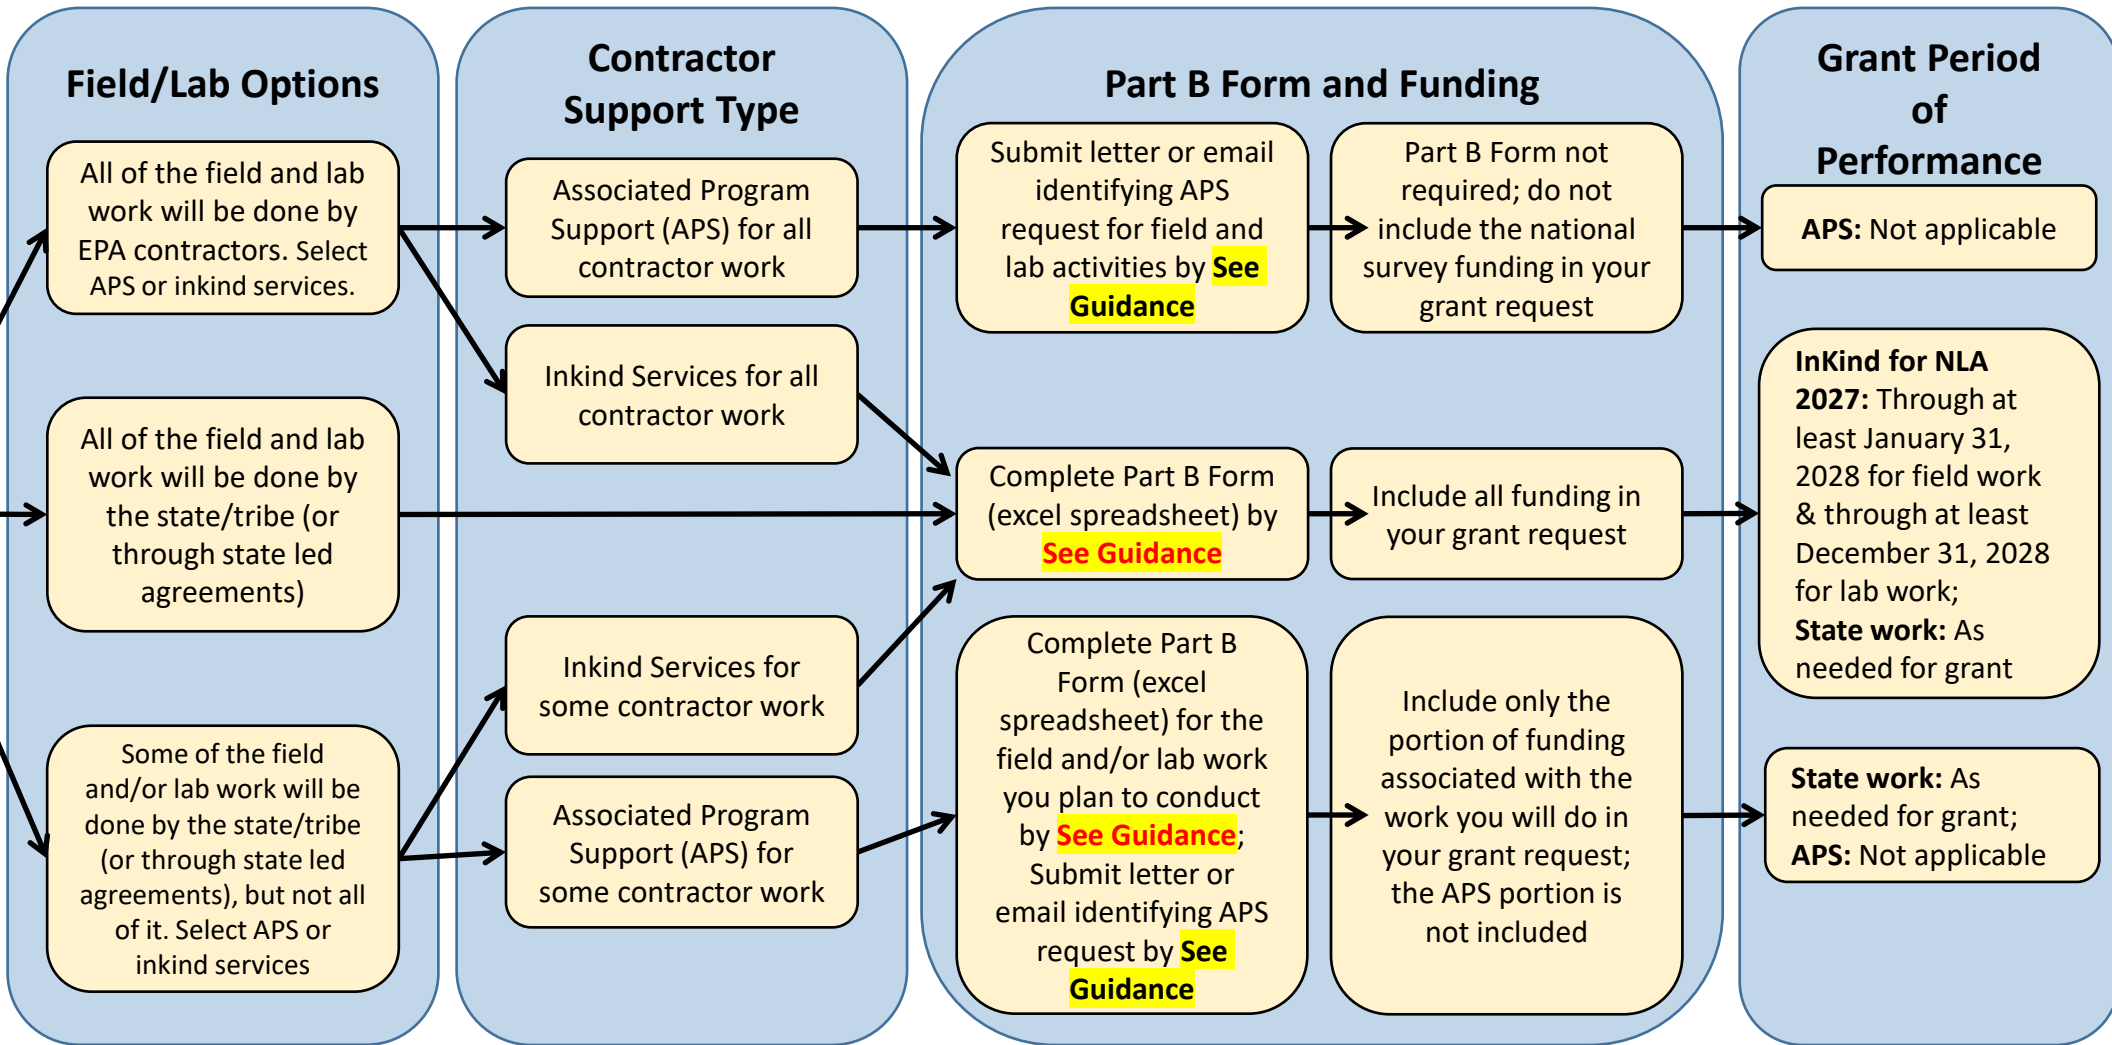 Field/Lab Options
All of the field and lab
work will be done by
EPA contractors. Select
APS or inkind services.
All of the field and lab
work will be done by
the state/tribe (or
through state led
agreements)
Some of the field
and/or lab work will be
done by the state/tribe
(or through state led
agreements), but not all
of it. Select APS or
inkind services
Contractor
Support Type
Associated Program
Support (APS) for all
contractor work
Inkind Services for all
contractor work
Inkind Services for
some contractor work
Associated Program
Support (APS) for
some contractor work
Part B Form and Funding
Submit letter or email
identifying APS
request for field and
lab activities by See
Guidance
Part B Form not
required; do not
include the national
survey funding in your
grant request
Complete Part B Form
(excel spreadsheet) by
See Guidance
Include all funding in
your grant request
Complete Part B
Form (excel
spreadsheet) for the
field and/or lab work
you plan to conduct
by See Guidance;
Submit letter or
email identifying APS
request by See
Guidance
Include only the
portion of funding
associated with the
work you will do in
your grant request;
the APS portion is
not included
Grant Period
of
Performance
APS: Not applicable
InKind for NLA
2027: Through at
least January 31,
2028 for field work
& through at least
December 31, 2028
for lab work;
State work: As
needed for grant
State work: As
needed for grant;
APS: Not applicable